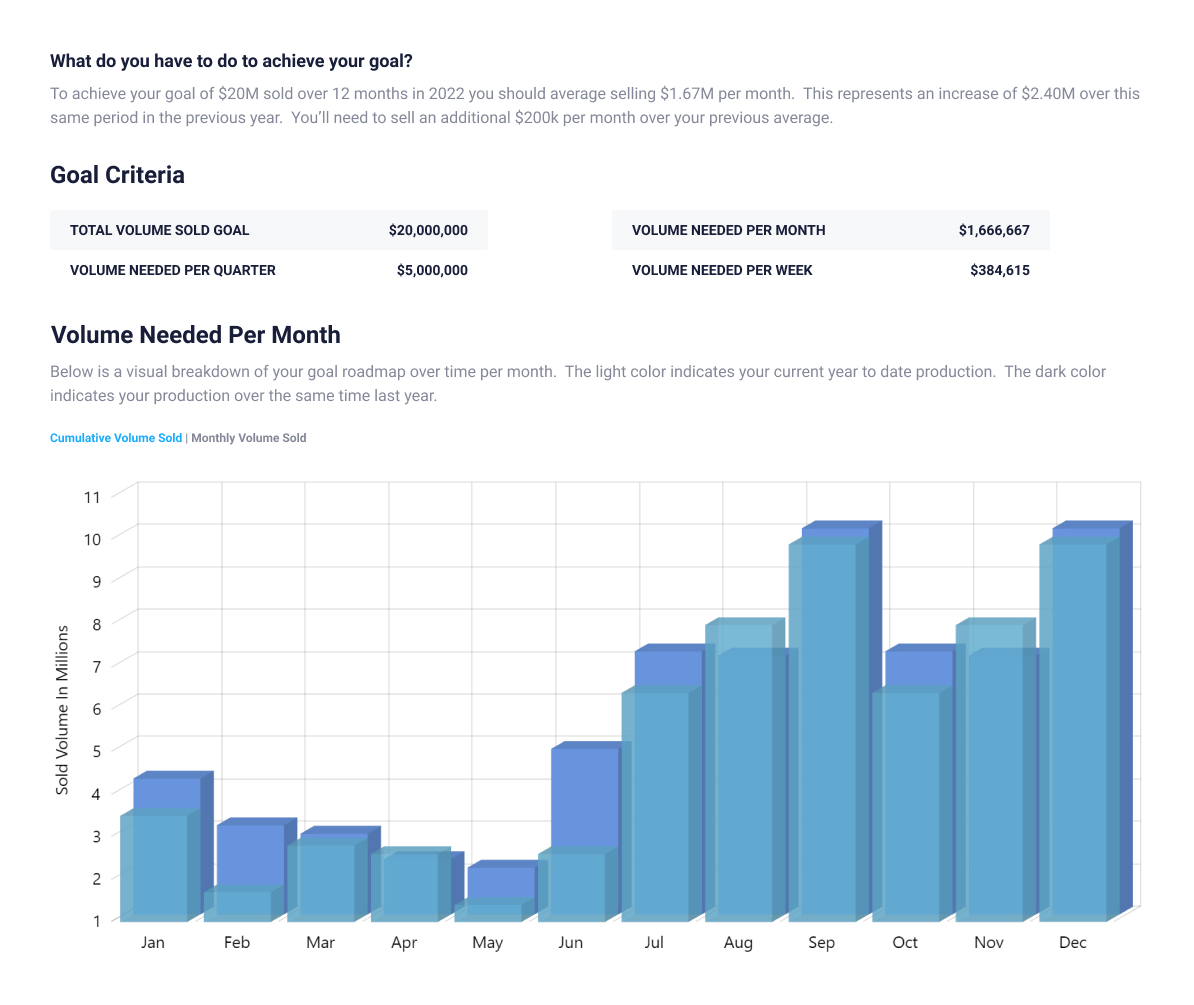 What do you have to do to achieve your goal?
To achieve your goal of $20M sold over 12 months in 2022 you should average selling $1.67M per month.  This represents an increase of $2.40M over this
same period in the previous year.  You’ll need to sell an additional $200k per month over your previous average.
Goal Criteria
TOTAL VOLUME SOLD GOAL $20,000,000
VOLUME NEEDED PER MONTH $1,666,667
VOLUME NEEDED PER QUARTER $5,000,000
VOLUME NEEDED PER WEEK $384,615
Volume Needed Per Month
Below is a visual breakdown of your goal roadmap over time per month.  The light color indicates your current year to date production.  The dark color
indicates your production over the same time last year.
Cumulative Volume Sold | Monthly Volume Sold
Sold Volume In Millions
11
10
9
8
7
6
5
4
3
2
1
Jan Feb Mar Apr May Jun Jul Aug Sep Oct Nov Dec